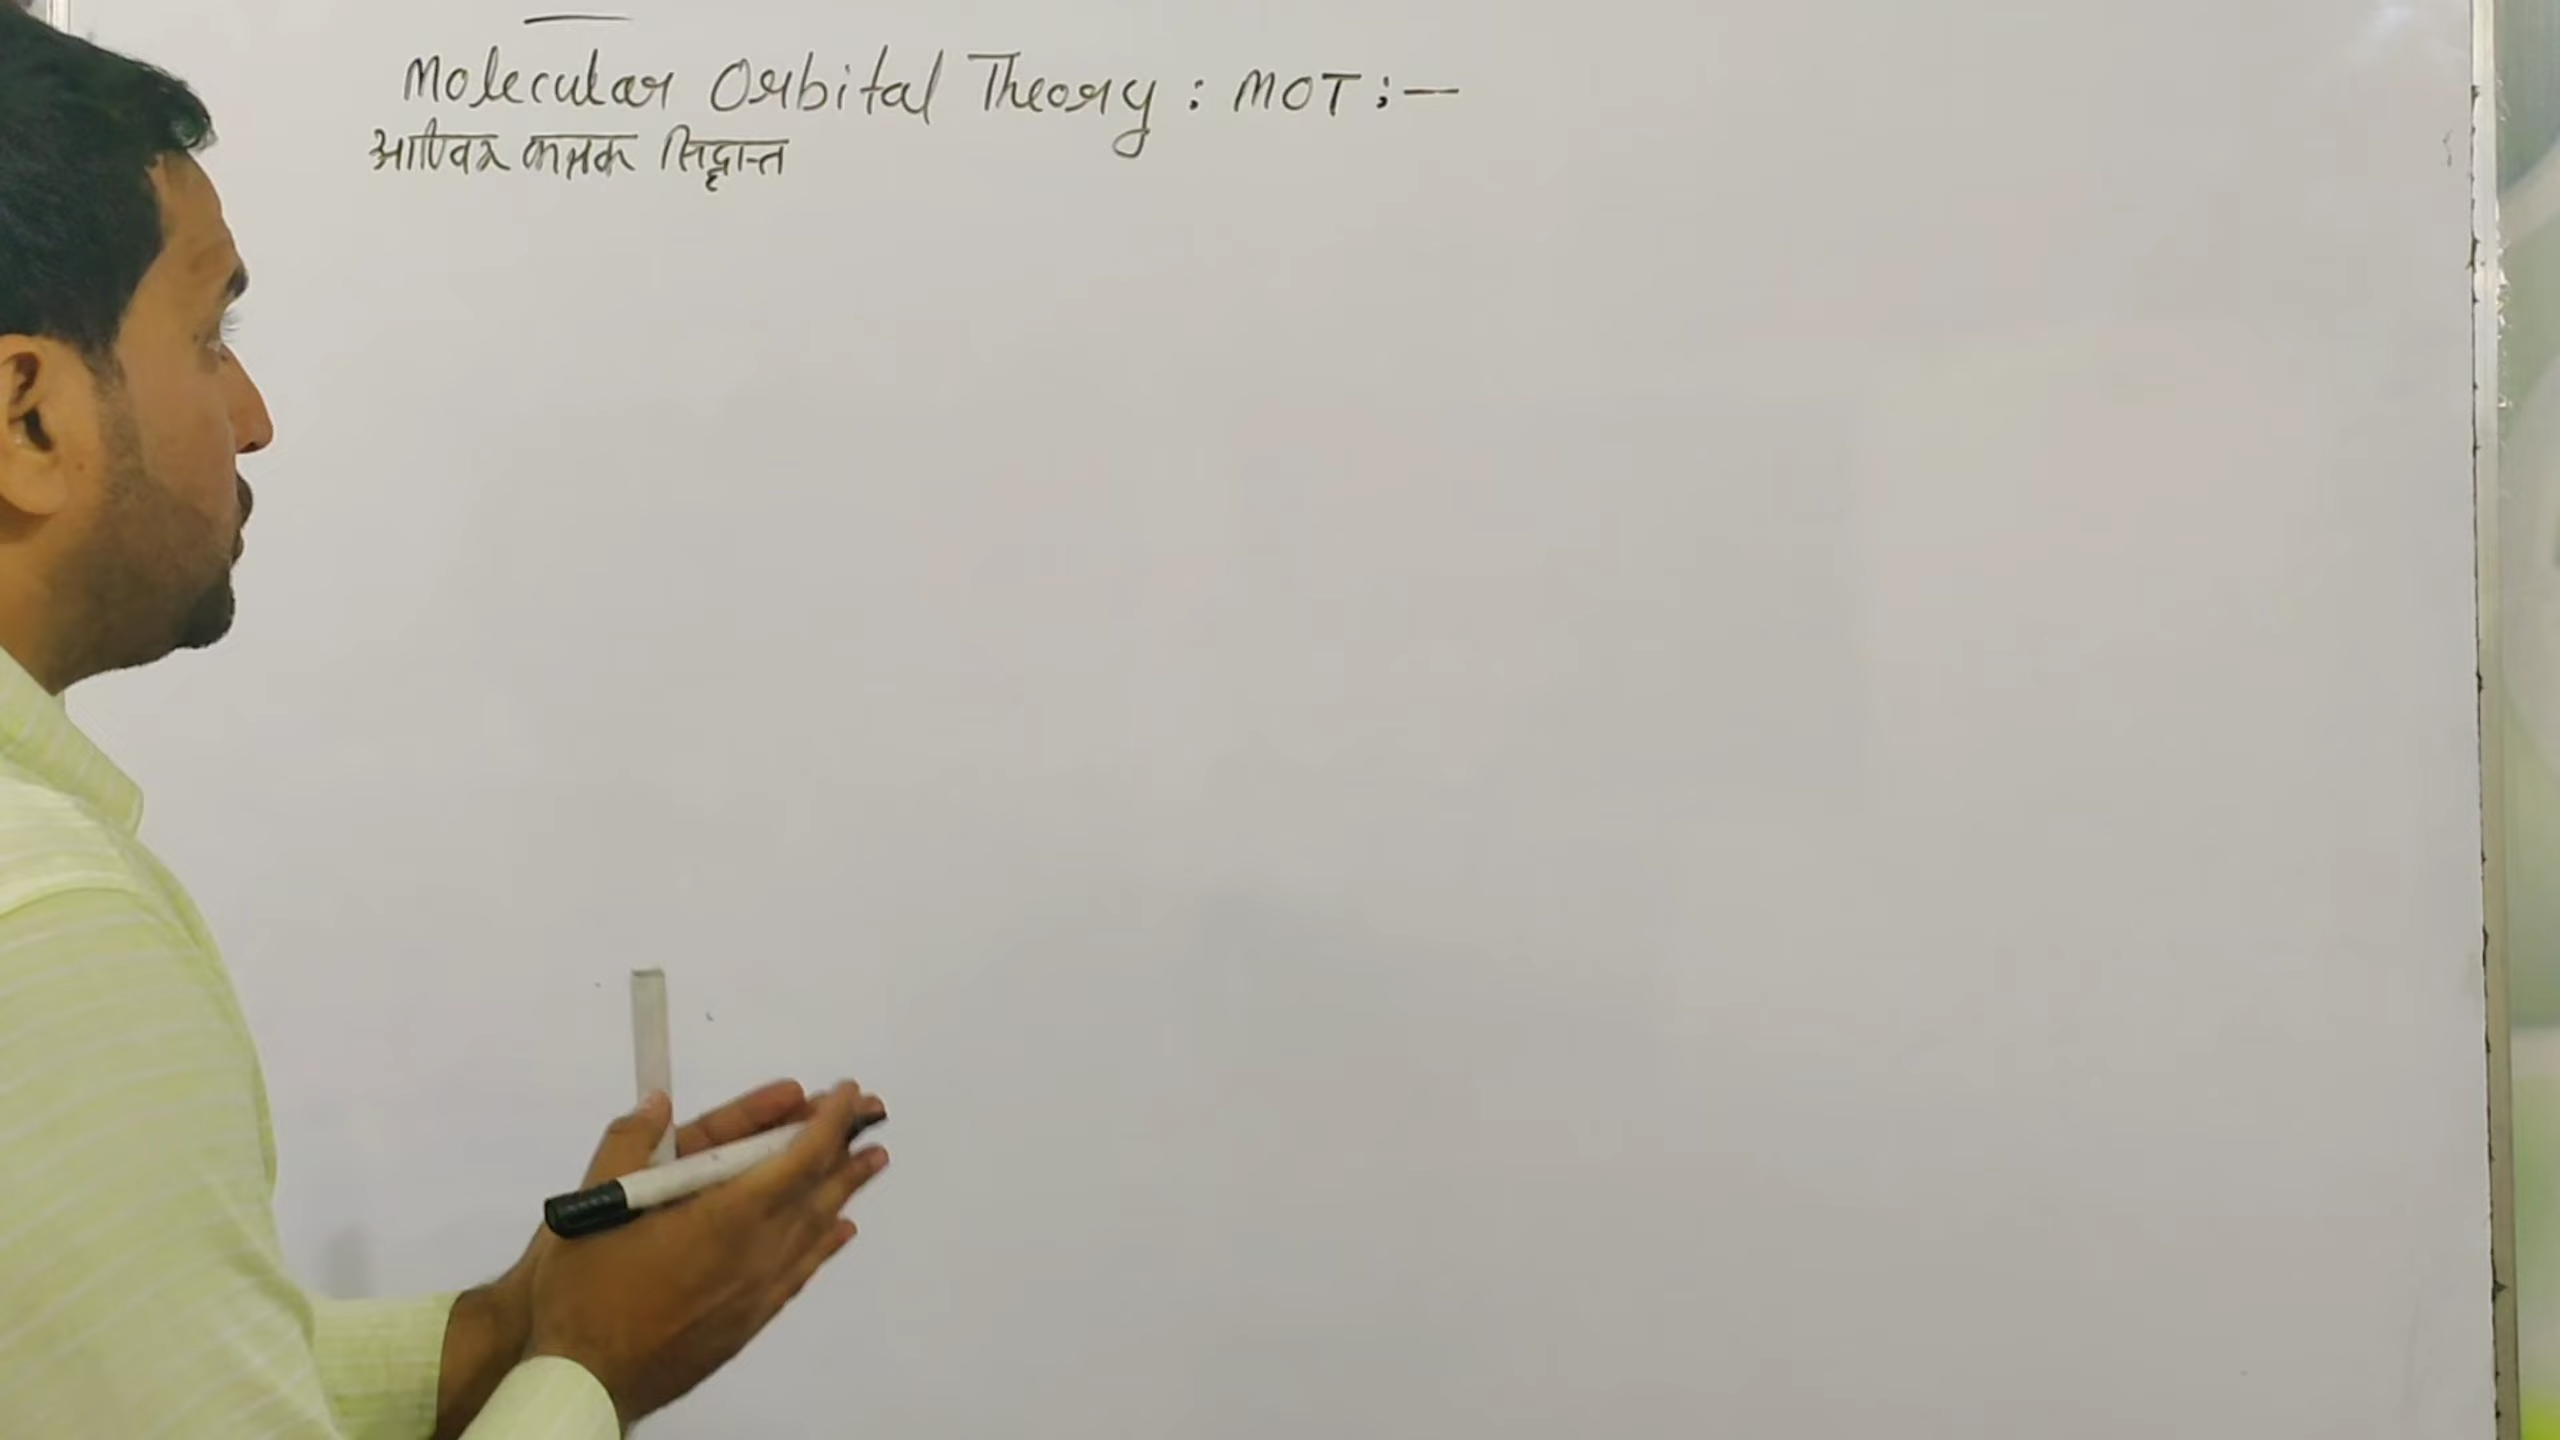 Molecular Orbital Theory : MOT :—
आण्विक कक्षक सिद्धान्त